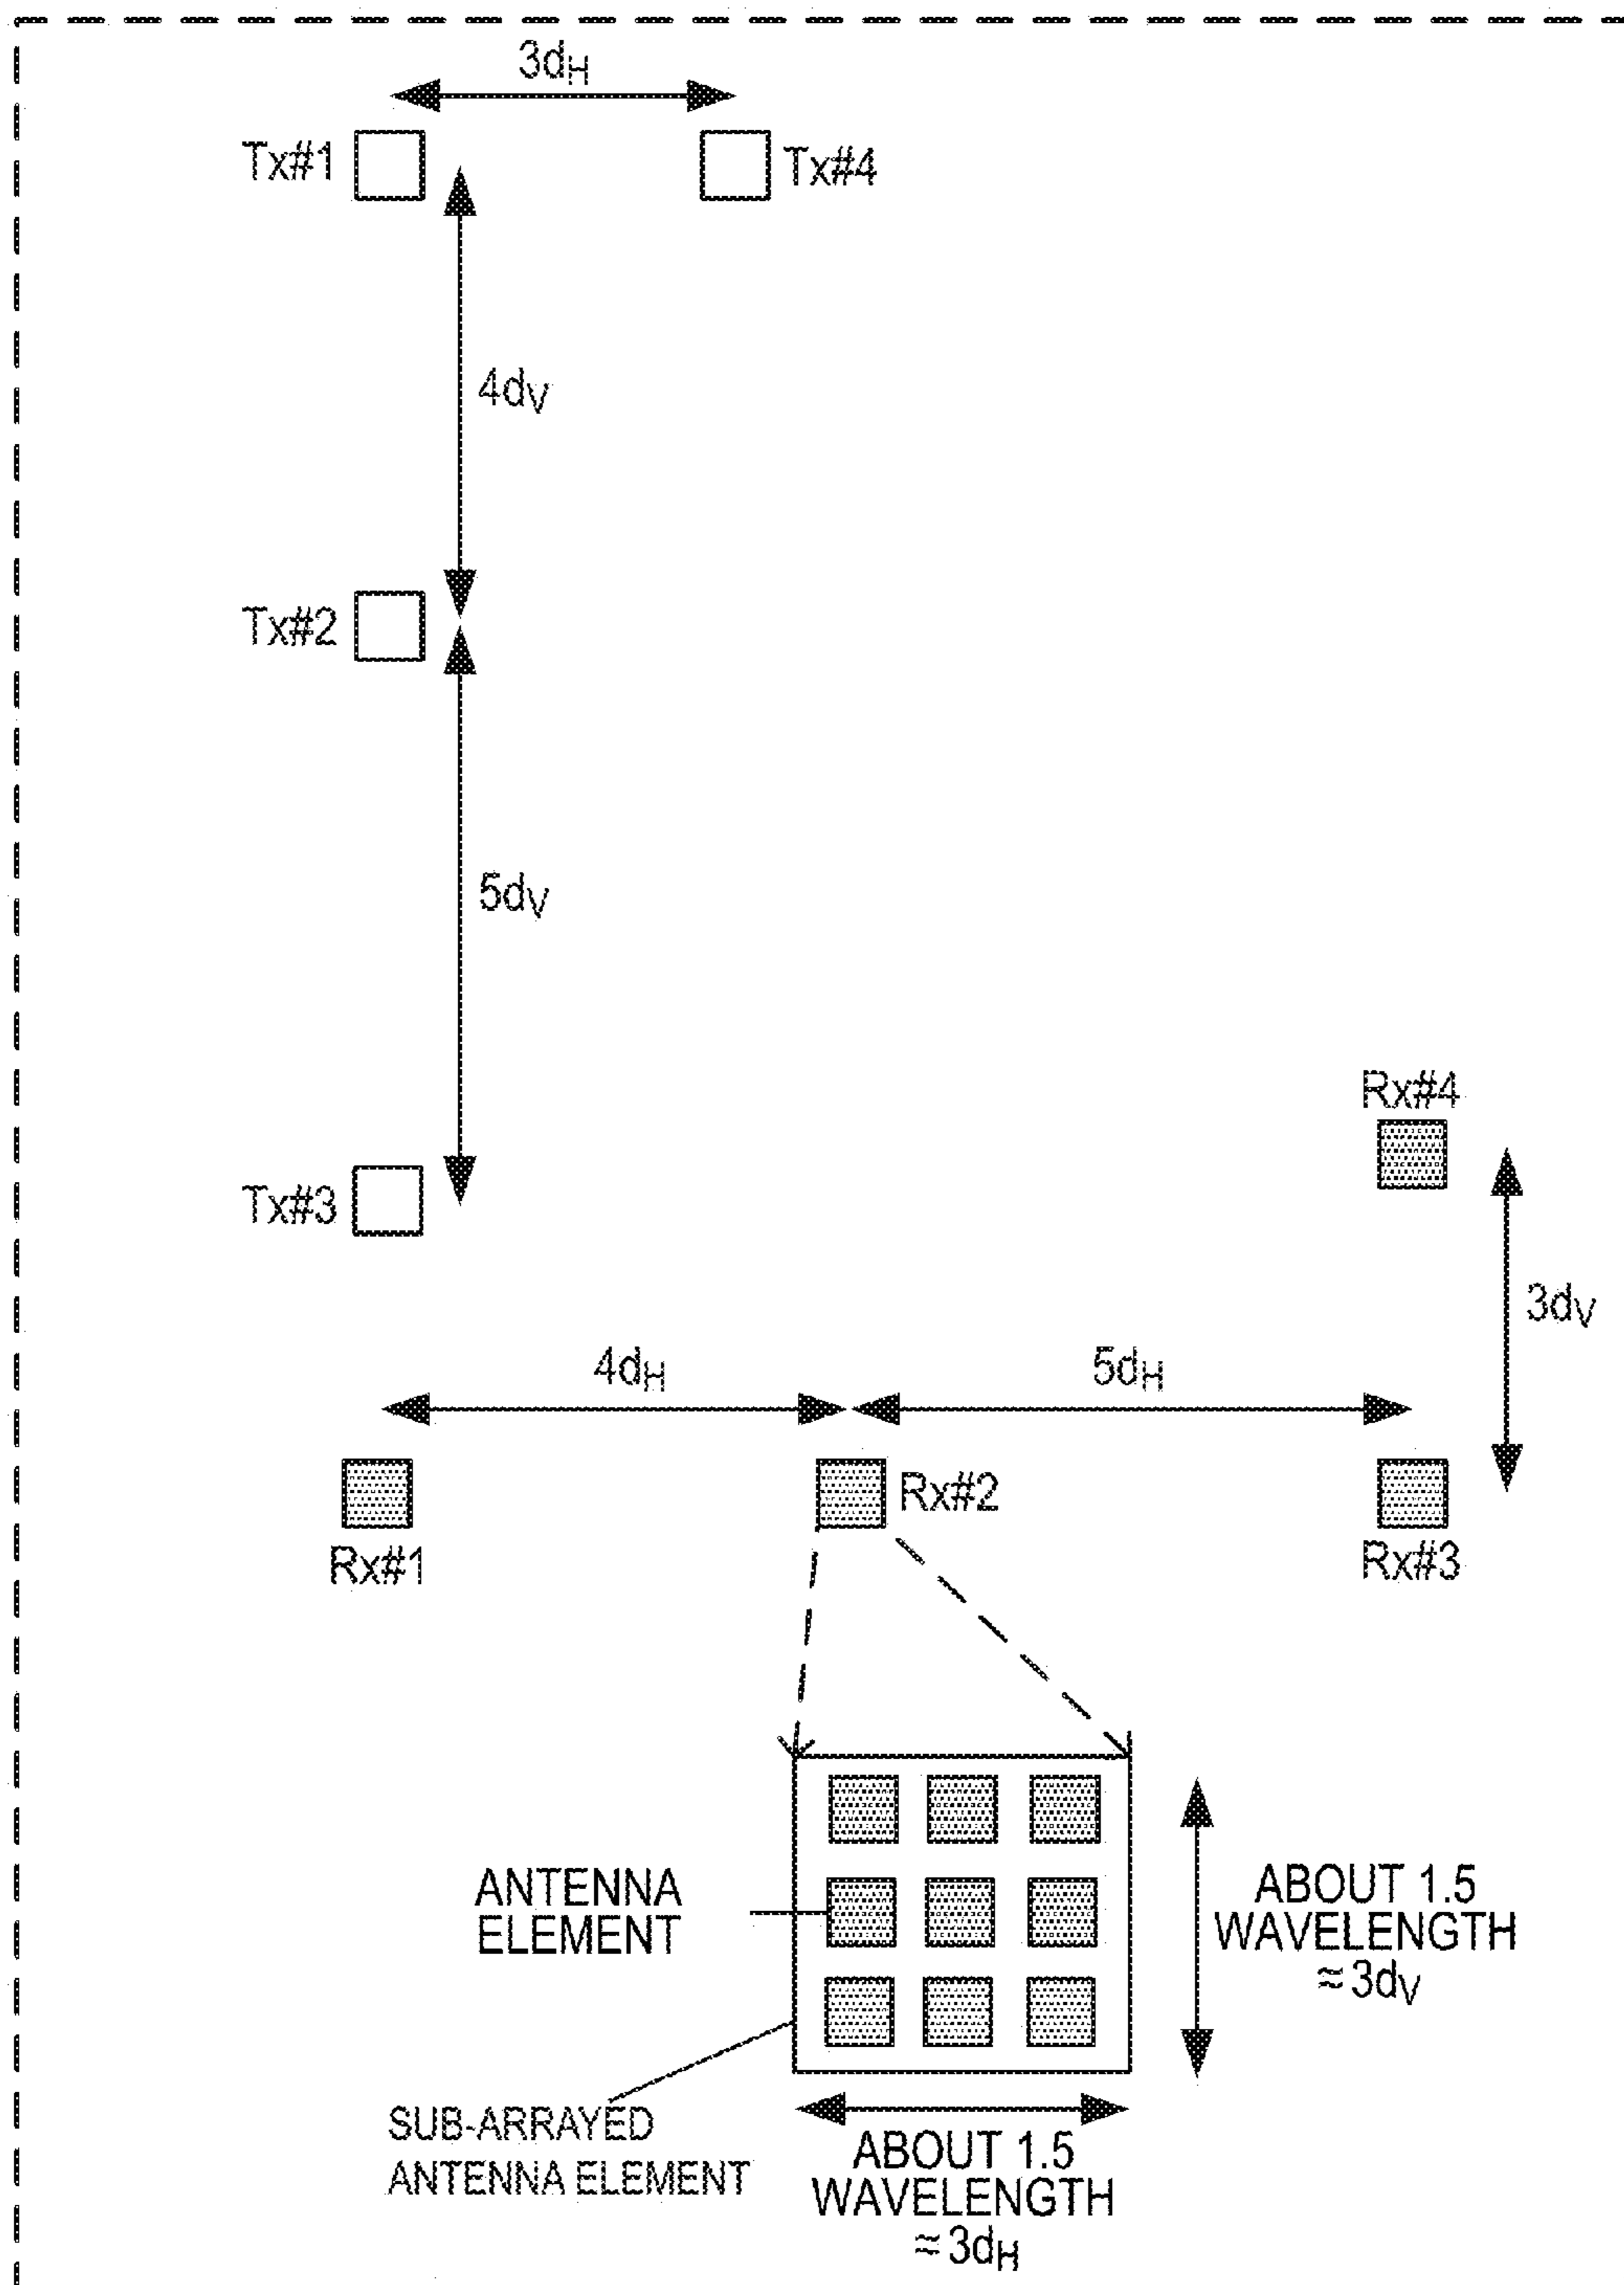 3dH
Tx#1
Tx#4
4dV
Tx#2
5dV
Rx#4
Tx#3
3dV
4dH
5dH
Rx#2
Rx#1
Rx#3
ANTENNA
ELEMENT
ABOUT 1.5
WAVELENGTH
≈3dV
SUB-ARRAYED
ANTENNA ELEMENT
ABOUT 1.5
WAVELENGTH
≈3dH